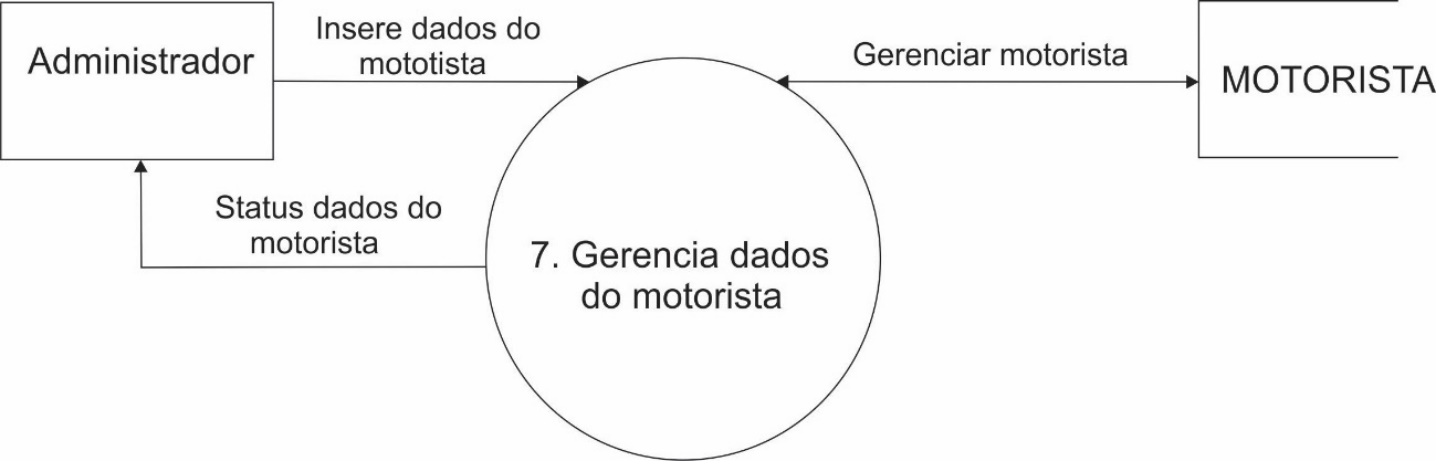 Administrador
Insere dados do
mototista
Gerenciar motorista
MOTORISTA
Status dados do
motorista
7. Gerencia dados
do motorista